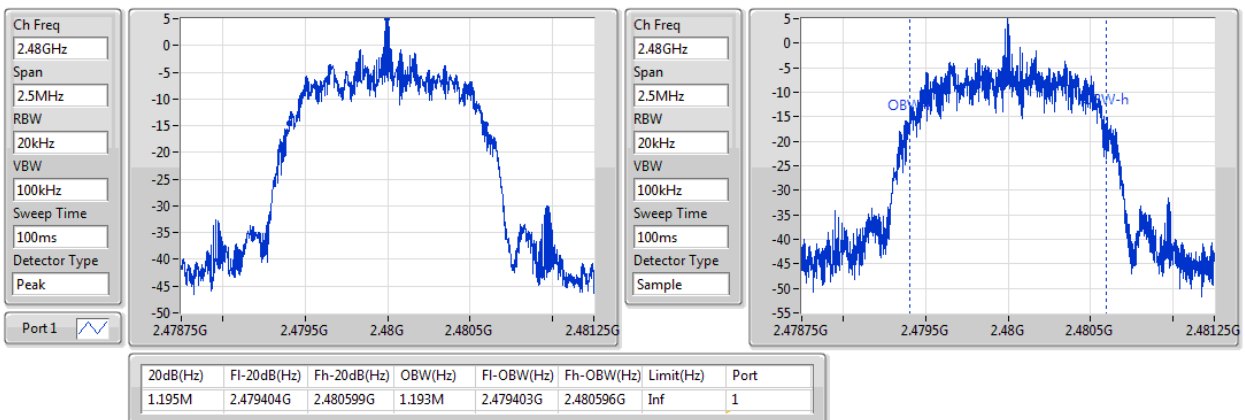 Ch Freq
2.48GHz
Span
2.5MHz
RBW
20kHz
VBW
100kHz
Sweep Time
100ms
Detector Type
Peak
Port 1
5
0
-5
-10
-15
-20
-25
-30
-35
-40
-45
-50
2.47875G 2.4795G 2.48G 2.4805G 2.48125G
Ch Freq
2.48GHz
Span
2.5MHz
RBW
20kHz
VBW
100kHz
Sweep Time
100ms
Detector Type
Sample
5
0
-5
-10
-15
-20
-25
-30
-35
-40
-45
-50
-55
2.47875G 2.4795G 2.48G 2.4805G 2.48125G
20dB(Hz) Fl-20dB(Hz) Fh-20dB(Hz) OBW(Hz) Fl-OBW(Hz) Fh-OBW(Hz) Limit(Hz) Port
1.195M 2.479404G 2.480599G 1.193M 2.479403G 2.480596G Inf 1